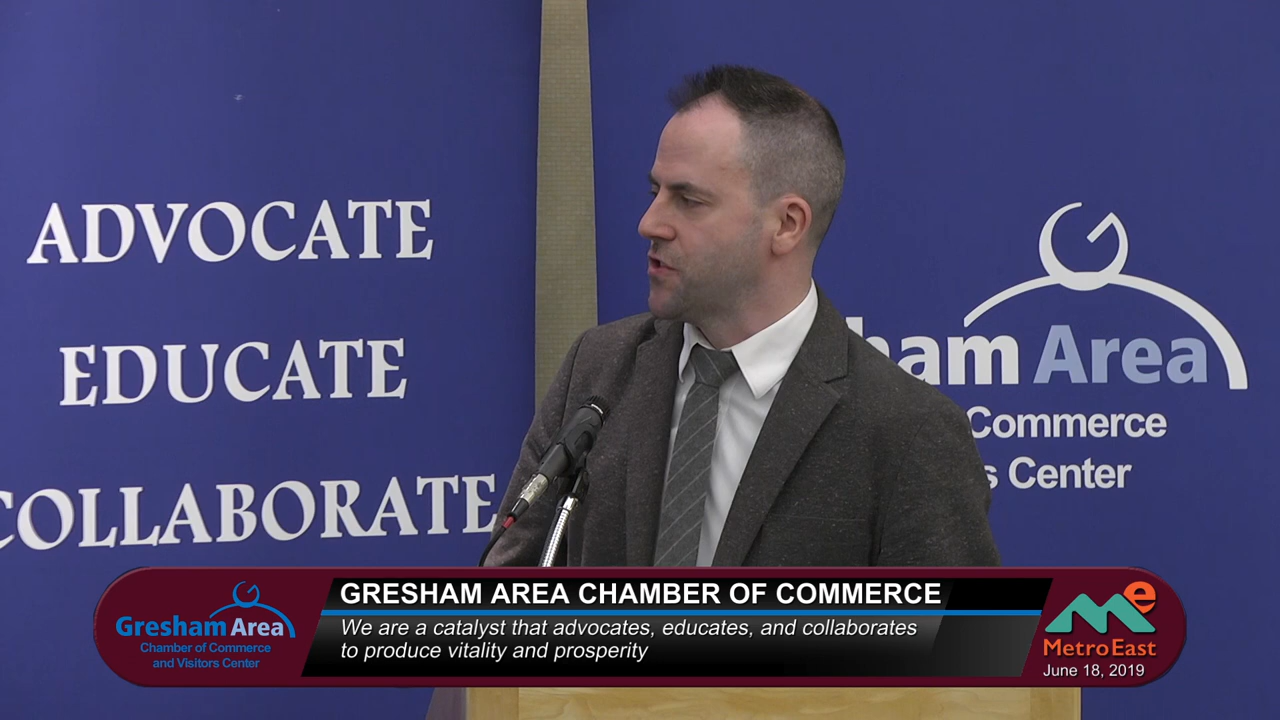 ADVOCATE
EDUCATE
COLLABORATE
Area
Commerce
Center
GRESHAM AREA CHAMBER OF COMMERCE
We are a catalyst that advocates, educates, and collaborates
to produce vitality and prosperity
Gresham Area
Chamber of Commerce
and Visitors Center
Me
MetroEast
June 18, 2019